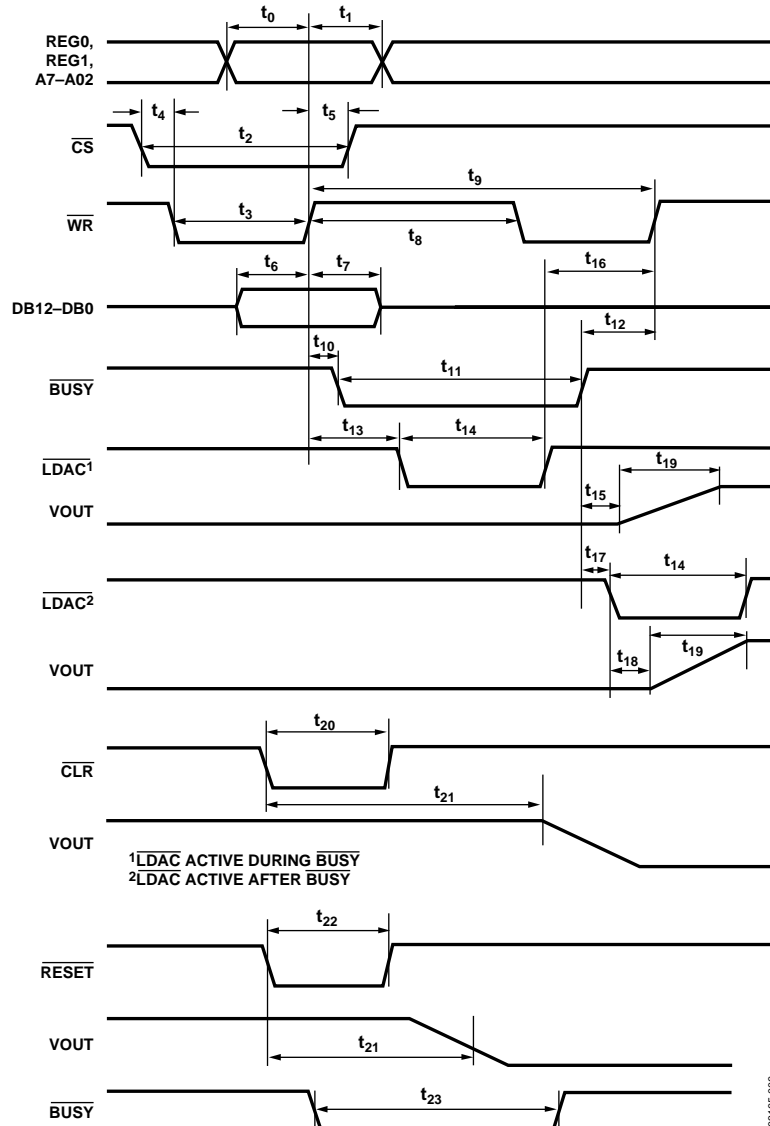 t0
t1
REG0,
REG1,
A7–A02
t4
t5
t2
CS
t9
t3
WR
t8
t6
t7
t16
DB12–DB0
t12
t10
t11
BUSY
t13
t14
LDAC1
t19
t15
VOUT
t17
t14
LDAC2
t18
t19
VOUT
t20
CLR
t21
VOUT
1LDAC ACTIVE DURING BUSY
2LDAC ACTIVE AFTER BUSY
t22
RESET
VOUT
t21
t23
BUSY